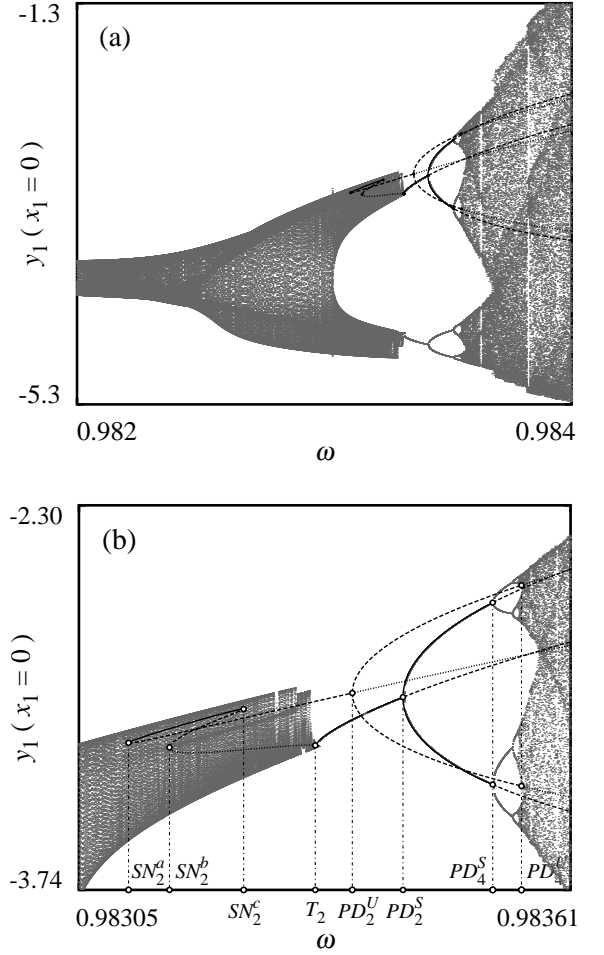 -1.3
(a)
y₁ ( x₁ = 0 )
-5.3
0.982
0.984
ω
-2.30
(b)
y₁ ( x₁ = 0 )
-3.74
SN₂ᵃ SN₂ᵇ PD₄ˢ PD₄ᵁ
SN₂ᶜ T₂ PD₂ᵁ PD₂ˢ
0.98305
0.98361
ω